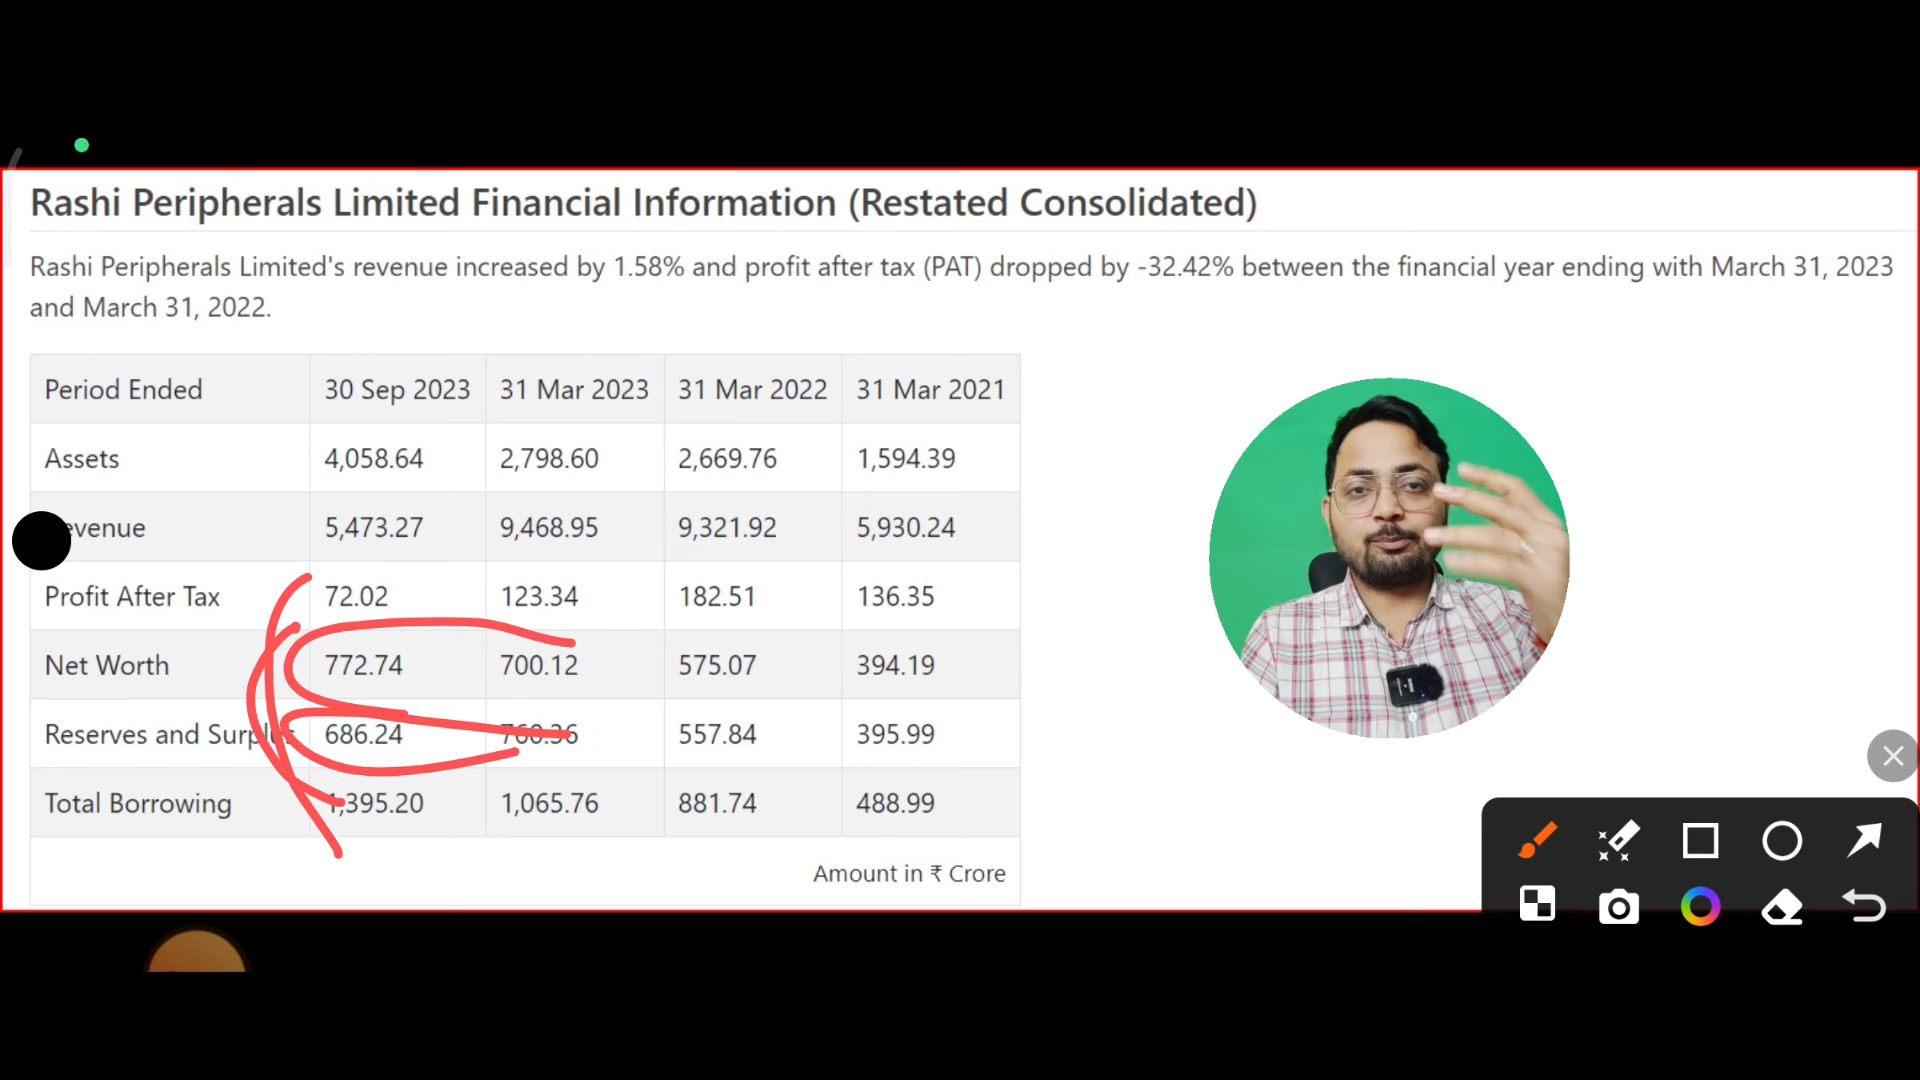 Rashi Peripherals Limited Financial Information (Restated Consolidated)
Rashi Peripherals Limited's revenue increased by 1.58% and profit after tax (PAT) dropped by -32.42% between the financial year ending with March 31, 2023
and March 31, 2022.
Period Ended 30 Sep 2023 31 Mar 2023 31 Mar 2022 31 Mar 2021
Assets 4,058.64 2,798.60 2,669.76 1,594.39
evenue 5,473.27 9,468.95 9,321.92 5,930.24
Profit After Tax 72.02 123.34 182.51 136.35
Net Worth 772.74 700.12 575.07 394.19
Reserves and Surplus 686.24 760.36 557.84 395.99
Total Borrowing 1,395.20 1,065.76 881.74 488.99
Amount in ₹ Crore